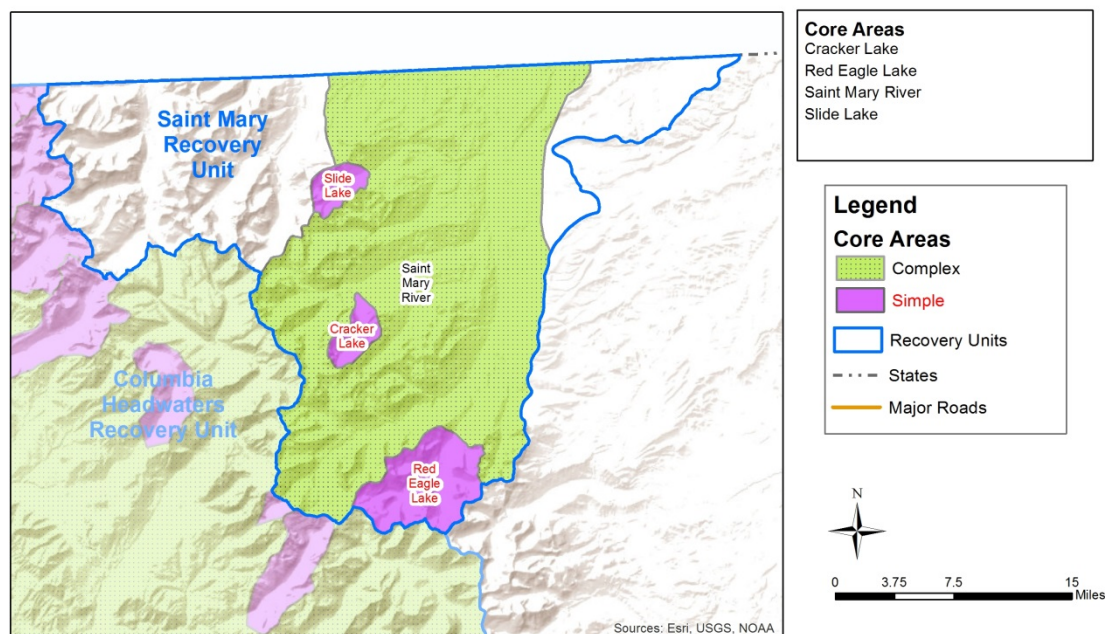 Saint Mary
Recovery
Unit
Slide
Lake
Saint
Mary
River
Cracker
Lake
Columbia
Headwaters
Recovery Unit
Red
Eagle
Lake
Sources: Esri, USGS, NOAA
Core Areas
Cracker Lake
Red Eagle Lake
Saint Mary River
Slide Lake
Legend
Core Areas
Complex
Simple
Recovery Units
States
Major Roads
N
0 3.75 7.5 15
Miles